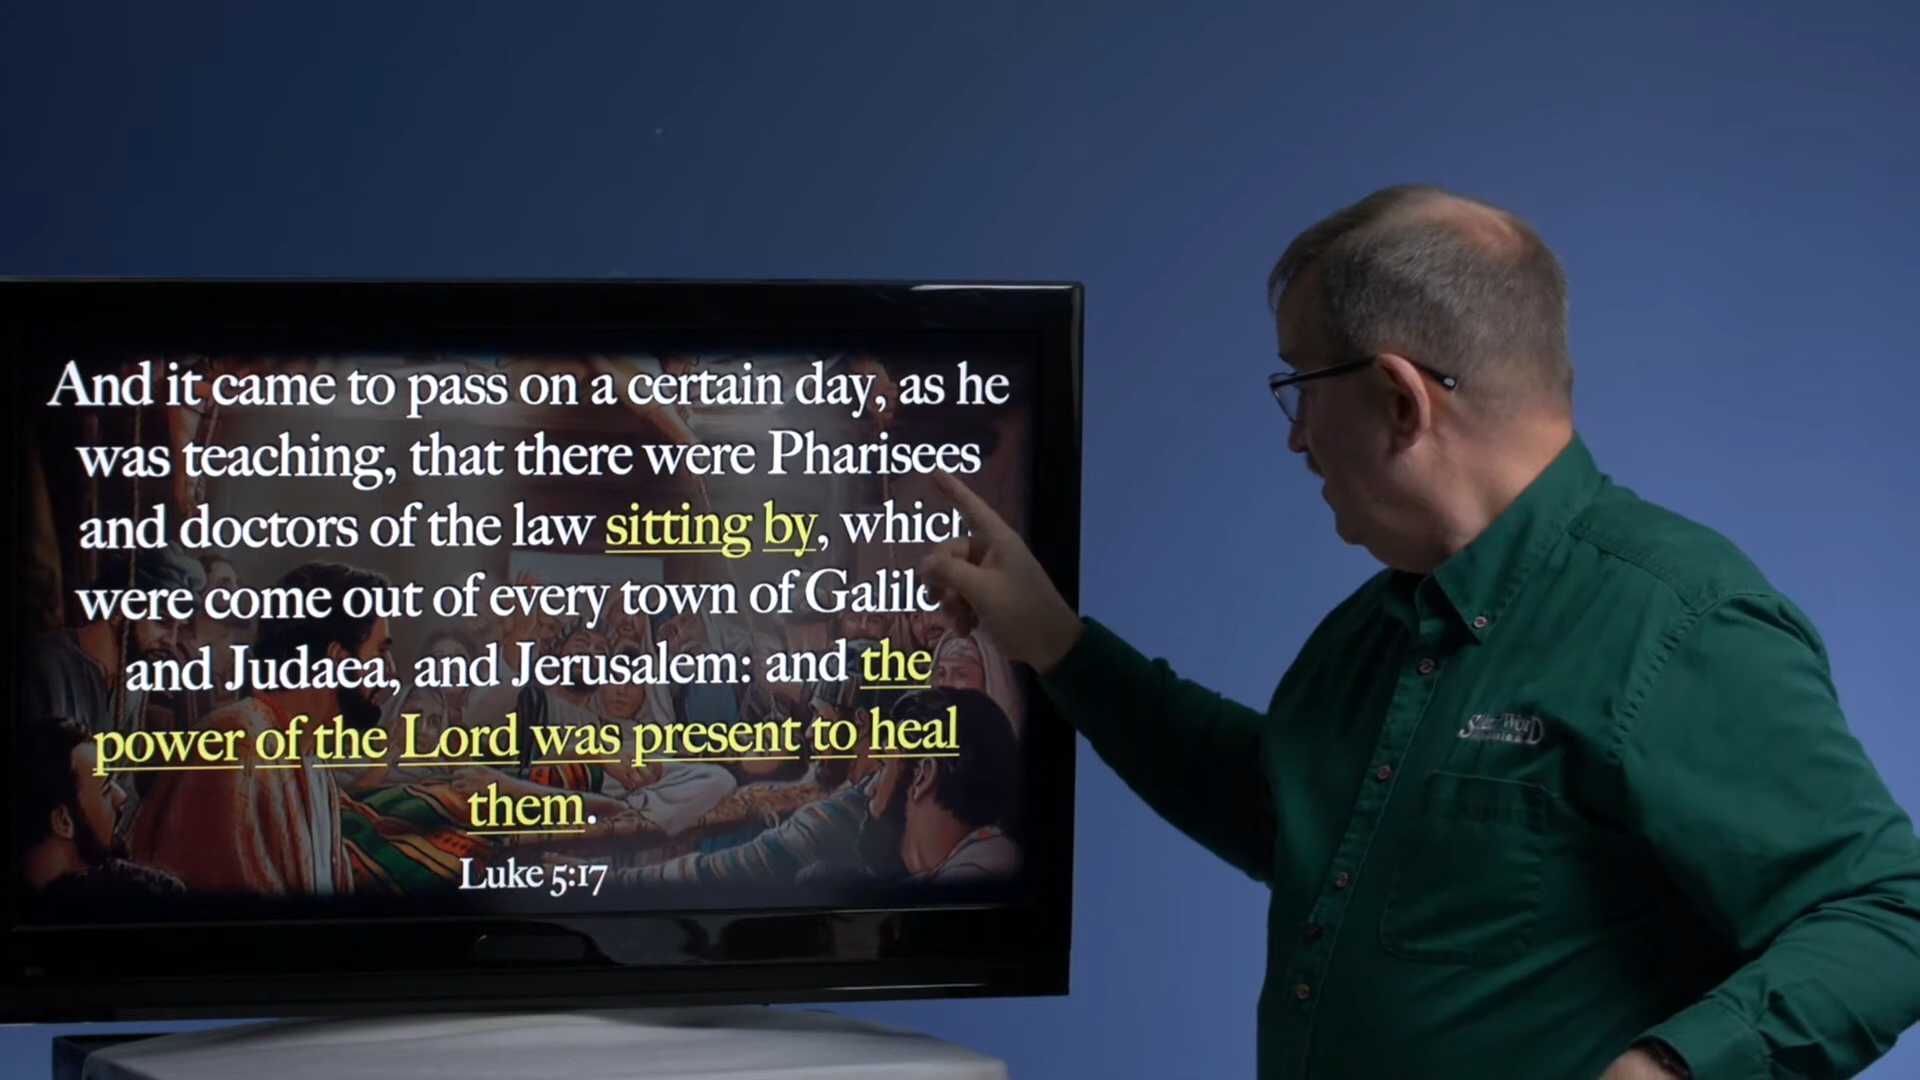 And it came to pass on a certain day, as he
was teaching, that there were Pharisees
and doctors of the law sitting by, which
were come out of every town of Galile
and Judaea, and Jerusalem: and the
power of the Lord was present to heal
them.
Luke 5:17